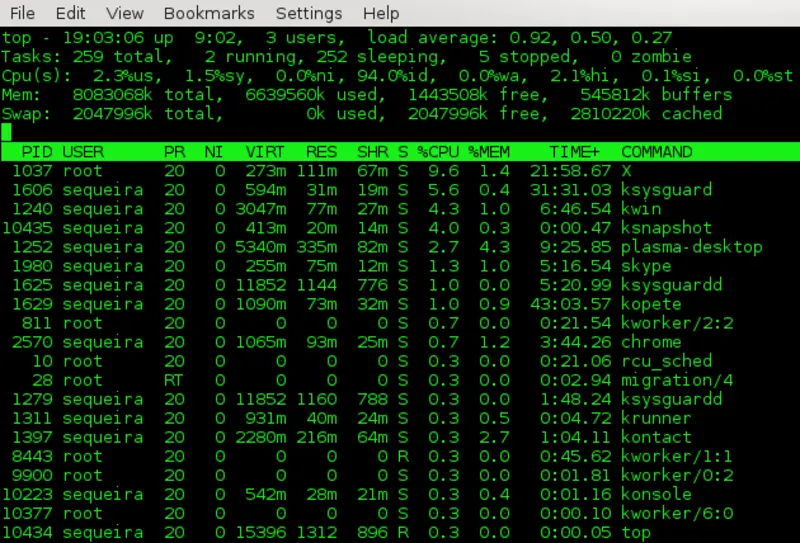 File Edit View Bookmarks Settings Help
top - 19:03:06 up  9:02,  3 users,  load average: 0.92, 0.50, 0.27
Tasks: 259 total,   2 running, 252 sleeping,   5 stopped,   0 zombie
Cpu(s):  2.3%us,  1.5%sy,  0.0%ni, 94.0%id,  0.0%wa,  2.1%hi,  0.1%si,  0.0%st
Mem:   8083068k total,  6639560k used,  1443508k free,   545812k buffers
Swap:  2047996k total,        0k used,  2047996k free,  2810220k cached
PID USER      PR  NI  VIRT  RES  SHR S %CPU %MEM    TIME+  COMMAND
1037 root      20   0  273m 111m  67m S  9.6  1.4  21:58.67 X
1606 sequeira  20   0  594m  31m  19m S  5.6  0.4  31:31.03 ksysguard
1240 sequeira  20   0 3047m  77m  27m S  4.3  1.0   6:46.54 kwin
10435 sequeira  20   0  413m  20m  14m S  4.0  0.3   0:00.47 ksnapshot
1252 sequeira  20   0 5340m 335m  82m S  2.7  4.3   9:25.85 plasma-desktop
1980 sequeira  20   0  255m  75m  12m S  1.3  1.0   5:16.54 skype
1625 sequeira  20   0 11852 1144  776 S  1.0  0.0   5:20.99 ksysguardd
1629 sequeira  20   0 1090m  73m  32m S  1.0  0.9  43:03.57 kopete
811 root      20   0     0    0    0 S  0.7  0.0   0:21.54 kworker/2:2
2570 sequeira  20   0 1065m  93m  25m S  0.7  1.2   3:44.26 chrome
10 root      20   0     0    0    0 S  0.3  0.0   0:21.06 rcu_sched
28 root      RT   0     0    0    0 S  0.3  0.0   0:02.94 migration/4
1279 sequeira  20   0 11852 1160  788 S  0.3  0.0   1:48.24 ksysguardd
1311 sequeira  20   0  931m  40m  24m S  0.3  0.5   0:04.72 krunner
1397 sequeira  20   0 2280m 216m  64m S  0.3  2.7   1:04.11 kontact
8443 root      20   0     0    0    0 R  0.3  0.0   0:45.62 kworker/1:1
9900 root      20   0     0    0    0 S  0.3  0.0   0:01.81 kworker/0:2
10223 sequeira  20   0  542m  28m  21m S  0.3  0.4   0:01.16 konsole
10377 root      20   0     0    0    0 S  0.3  0.0   0:00.10 kworker/6:0
10434 sequeira  20   0 15396 1312  896 R  0.3  0.0   0:00.05 top